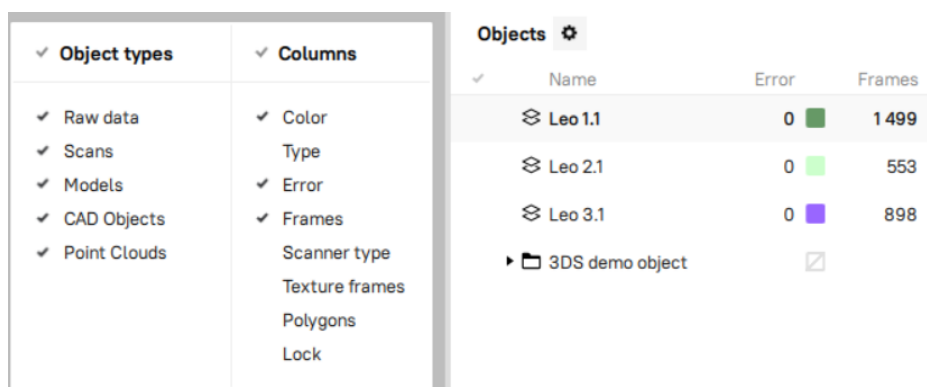 Object types
Raw data
Scans
Models
CAD Objects
Point Clouds
Columns
Color
Type
Error
Frames
Scanner type
Texture frames
Polygons
Lock
Objects
Name Error Frames
Leo 1.1 0 1 499
Leo 2.1 0 553
Leo 3.1 0 898
3DS demo object